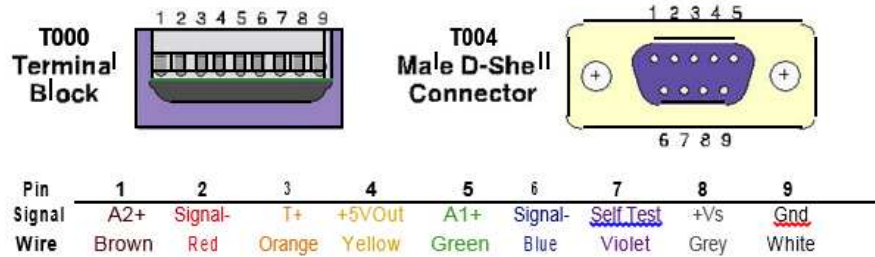 1 2 3 4 5 6 7 8 9
T000
Terminal
Block
T004
Male D-Shell
Connector
1 2 3 4 5
6 7 8 9
Pin 1 2 3 4 5 6 7 8 9
Signal A2+ Signal- T+ +5VOut A1+ Signal- Self Test +Vs Gnd
Wire Brown Red Orange Yellow Green Blue Violet Grey White